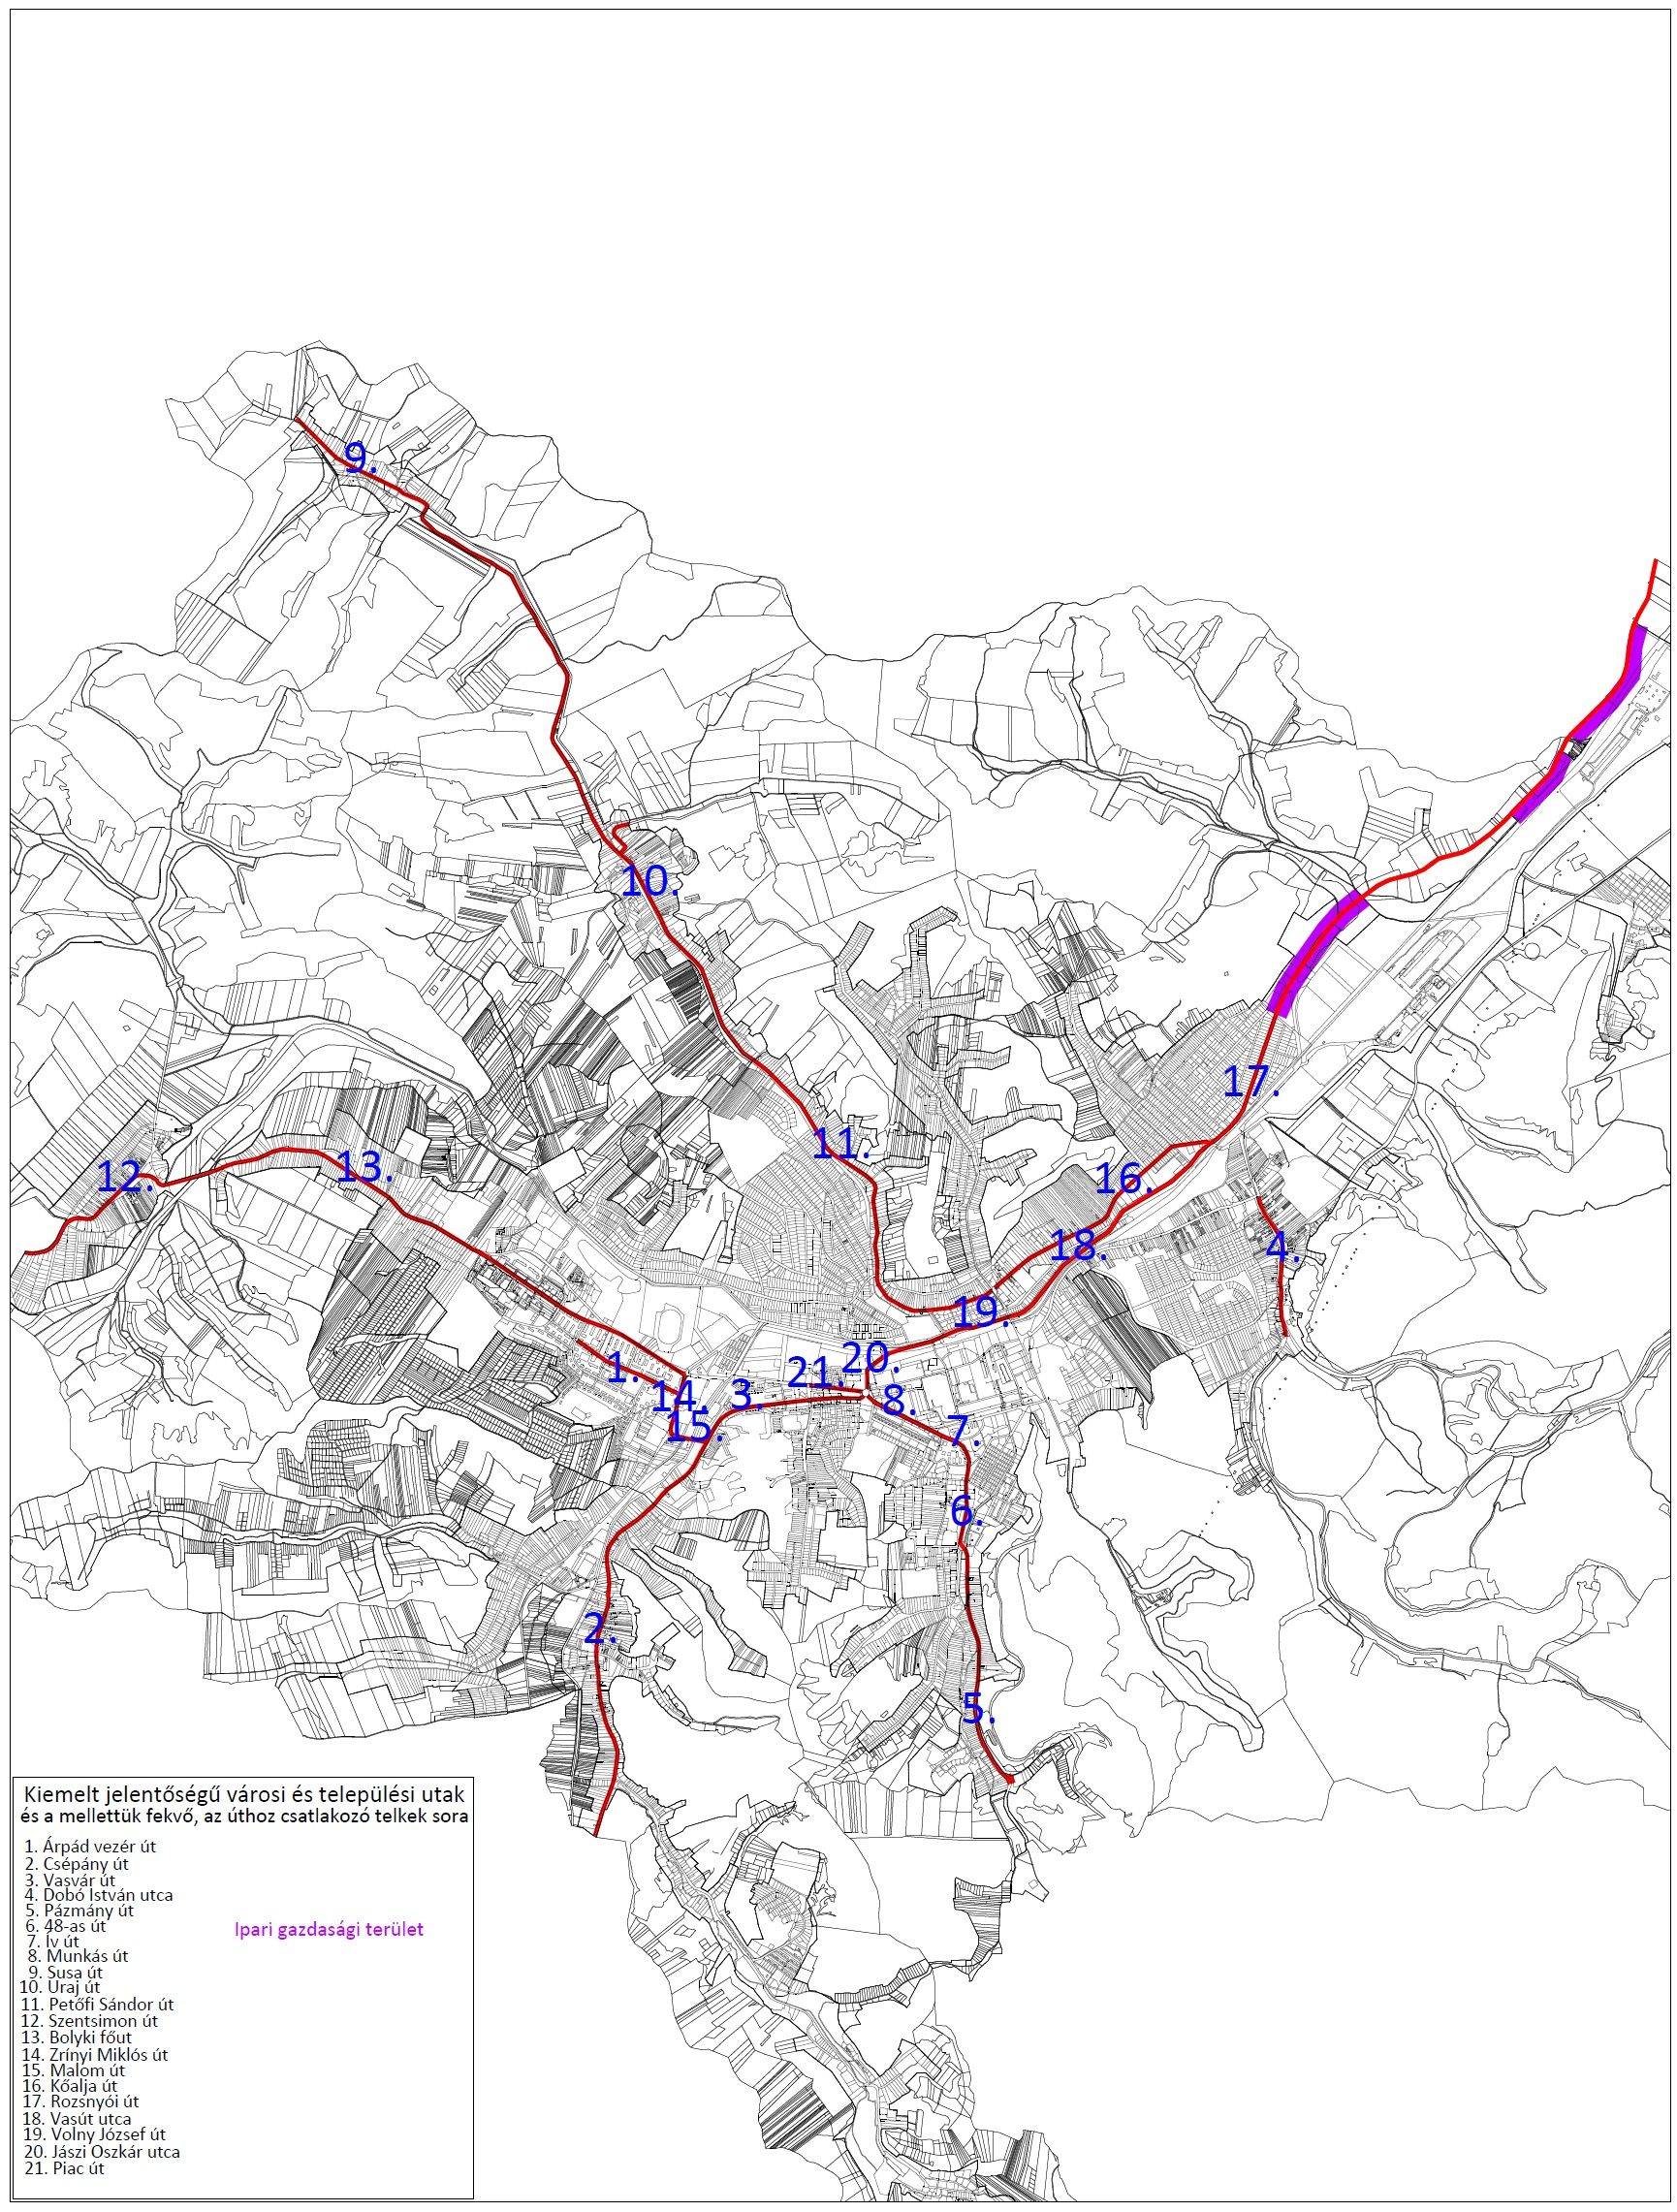 9.
10.
11.
17.
12.
13.
16.
18.
4.
19.
20.
1.
21.
14.
3.
8.
15.
7.
6.
2.
5.
Kiemelt jelentőségű városi és települési utak
és a mellettük fekvő, az úthoz csatlakozó telkek sora
1. Árpád vezér út
2. Csépány út
3. Vasvár út
4. Dobó István utca
5. Pázmány út
6. 48-as út
7. Ív út
8. Munkás út
9. Susa út
10. Uraj út
11. Petőfi Sándor út
12. Szentsimon út
13. Bolyki főut
14. Zrínyi Miklós út
15. Malom út
16. Kőalja út
17. Rozsnyói út
18. Vasút utca
19. Volny József út
20. Jászi Oszkár utca
21. Piac út
Ipari gazdasági terület